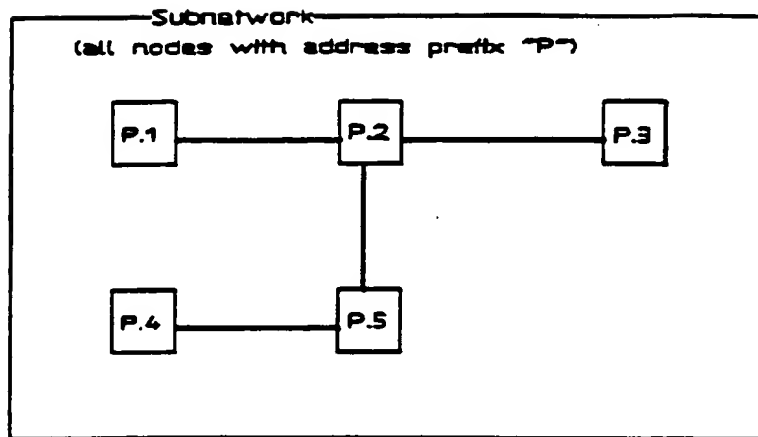 Subnetwork
(all nodes with address prefix "P")
P.1 P.2 P.3
P.4 P.5